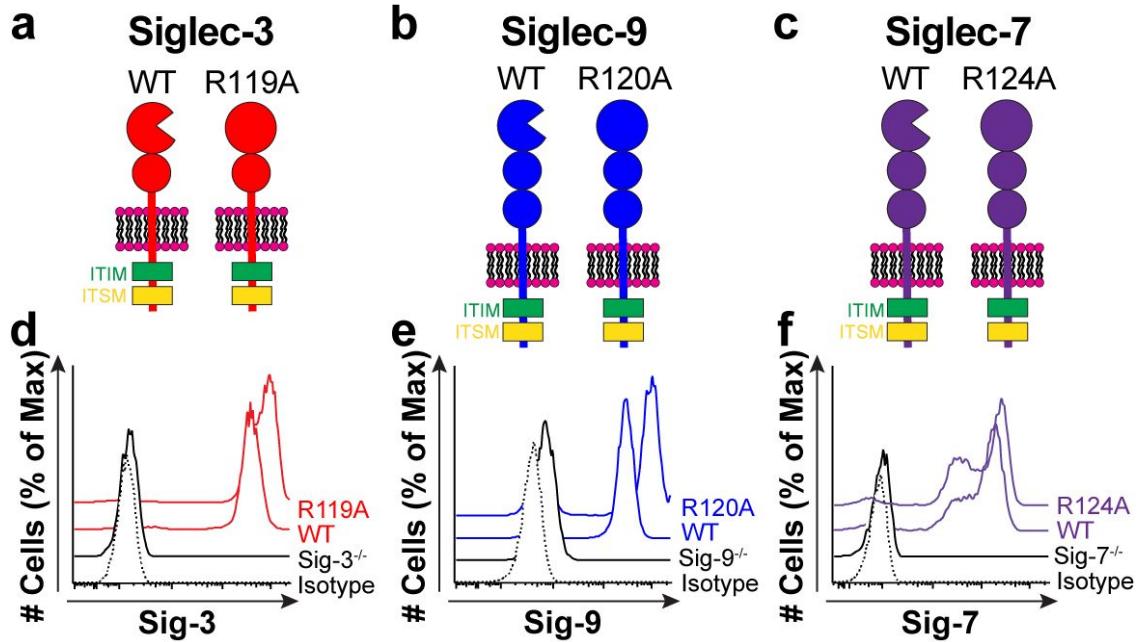 a Siglec-3
WT R119A
ITIM
ITSM
b Siglec-9
WT R120A
ITIM
ITSM
c Siglec-7
WT R124A
ITIM
ITSM
d
# Cells (% of Max)
R119A
WT
Sig-3-/-
Isotype
Sig-3
e
# Cells (% of Max)
R120A
WT
Sig-9-/-
Isotype
Sig-9
f
# Cells (% of Max)
R124A
WT
Sig-7-/-
Isotype
Sig-7